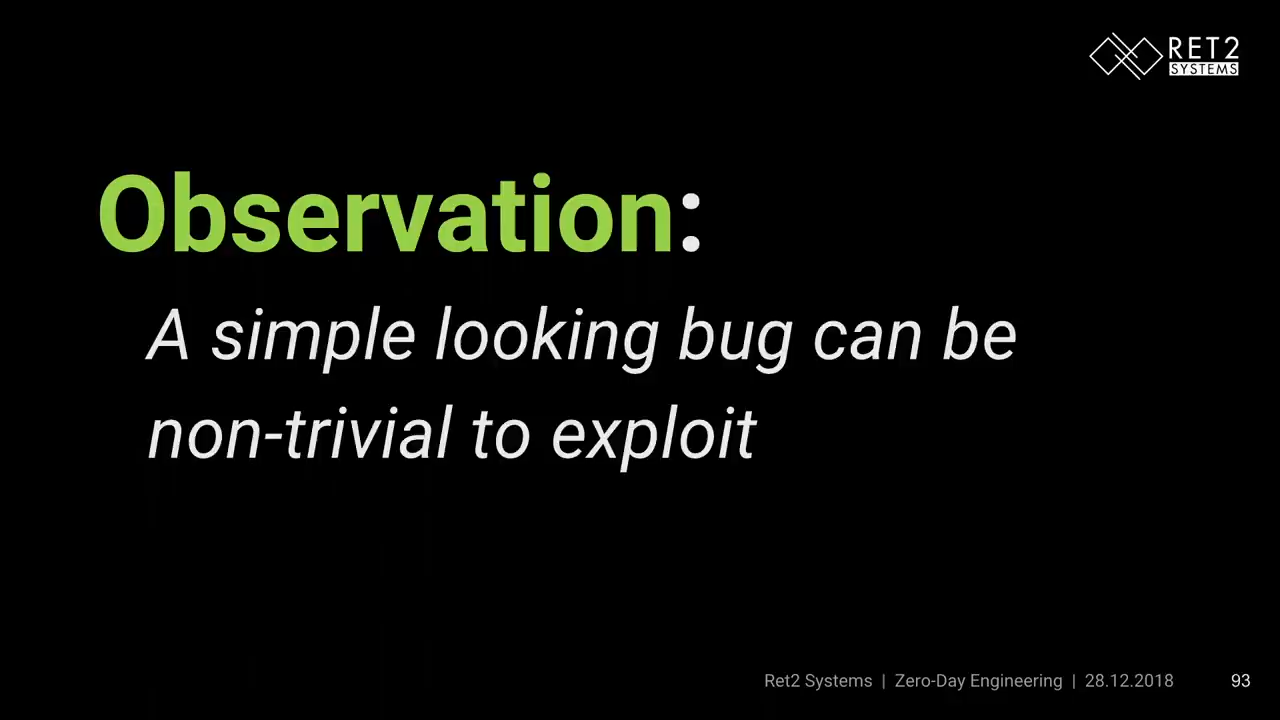 RET2
SYSTEMS
Observation:
A simple looking bug can be
non-trivial to exploit
Ret2 Systems | Zero-Day Engineering | 28.12.2018 93